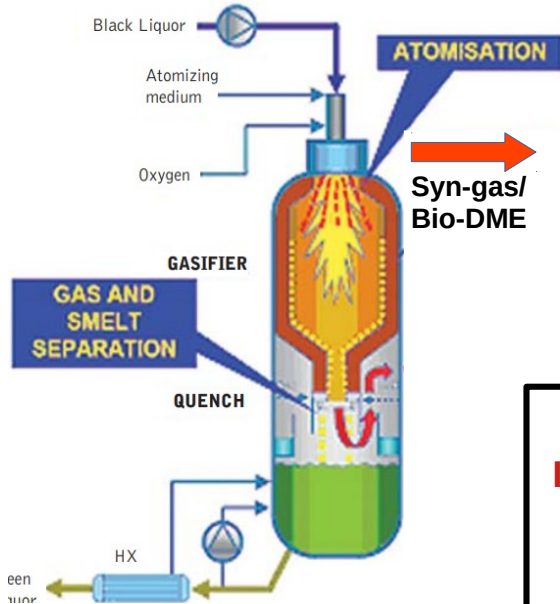 Black Liquor
ATOMISATION
Atomizing
medium
Oxygen
Syn-gas/
Bio-DME
GASIFIER
GAS AND
SMELT
SEPARATION
QUENCH
HX